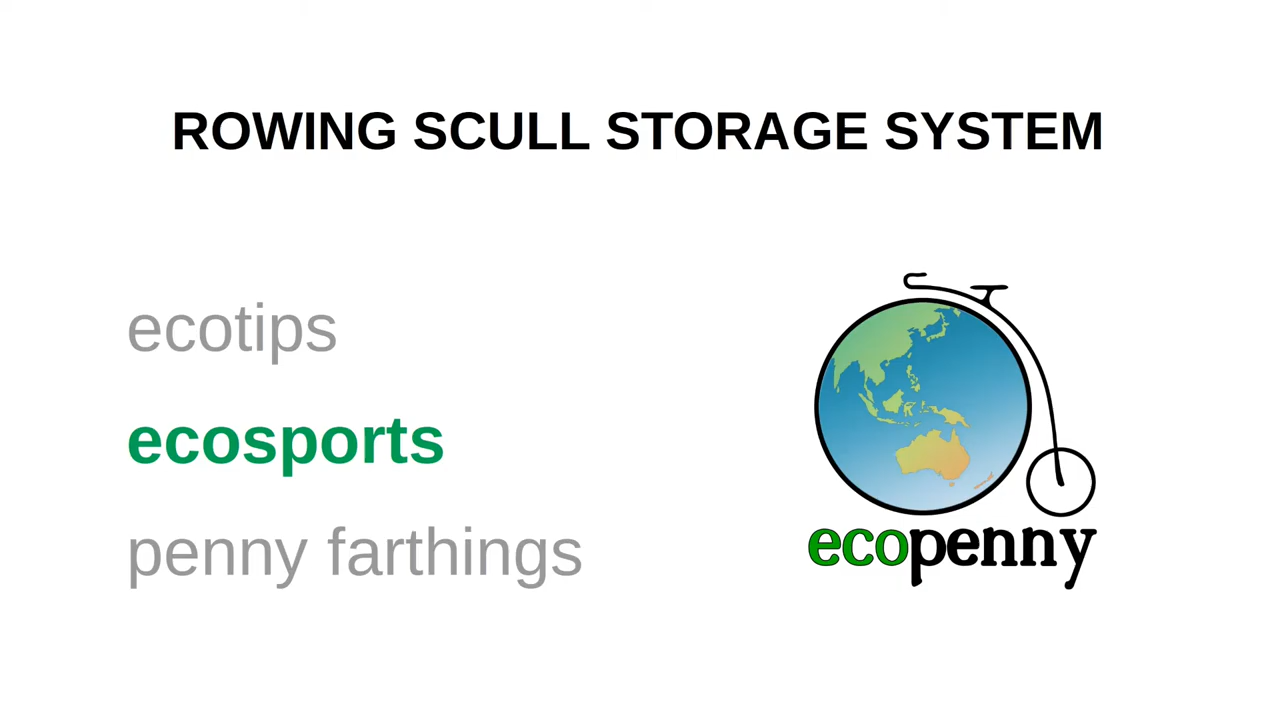 ROWING SCULL STORAGE SYSTEM
ecotips
ecosports
penny farthings
ecopenny